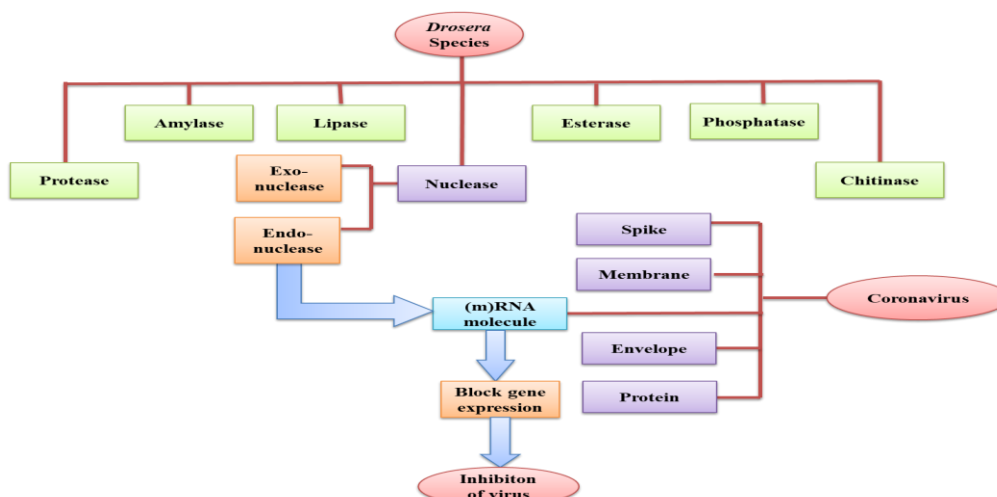 Drosera
Species
Amylase
Lipase
Esterase
Phosphatase
Protease
Exo-
nuclease
Nuclease
Chitinase
Endo-
nuclease
Spike
Membrane
(m)RNA
molecule
Coronavirus
Envelope
Protein
Block gene
expression
Inhibiton
of virus